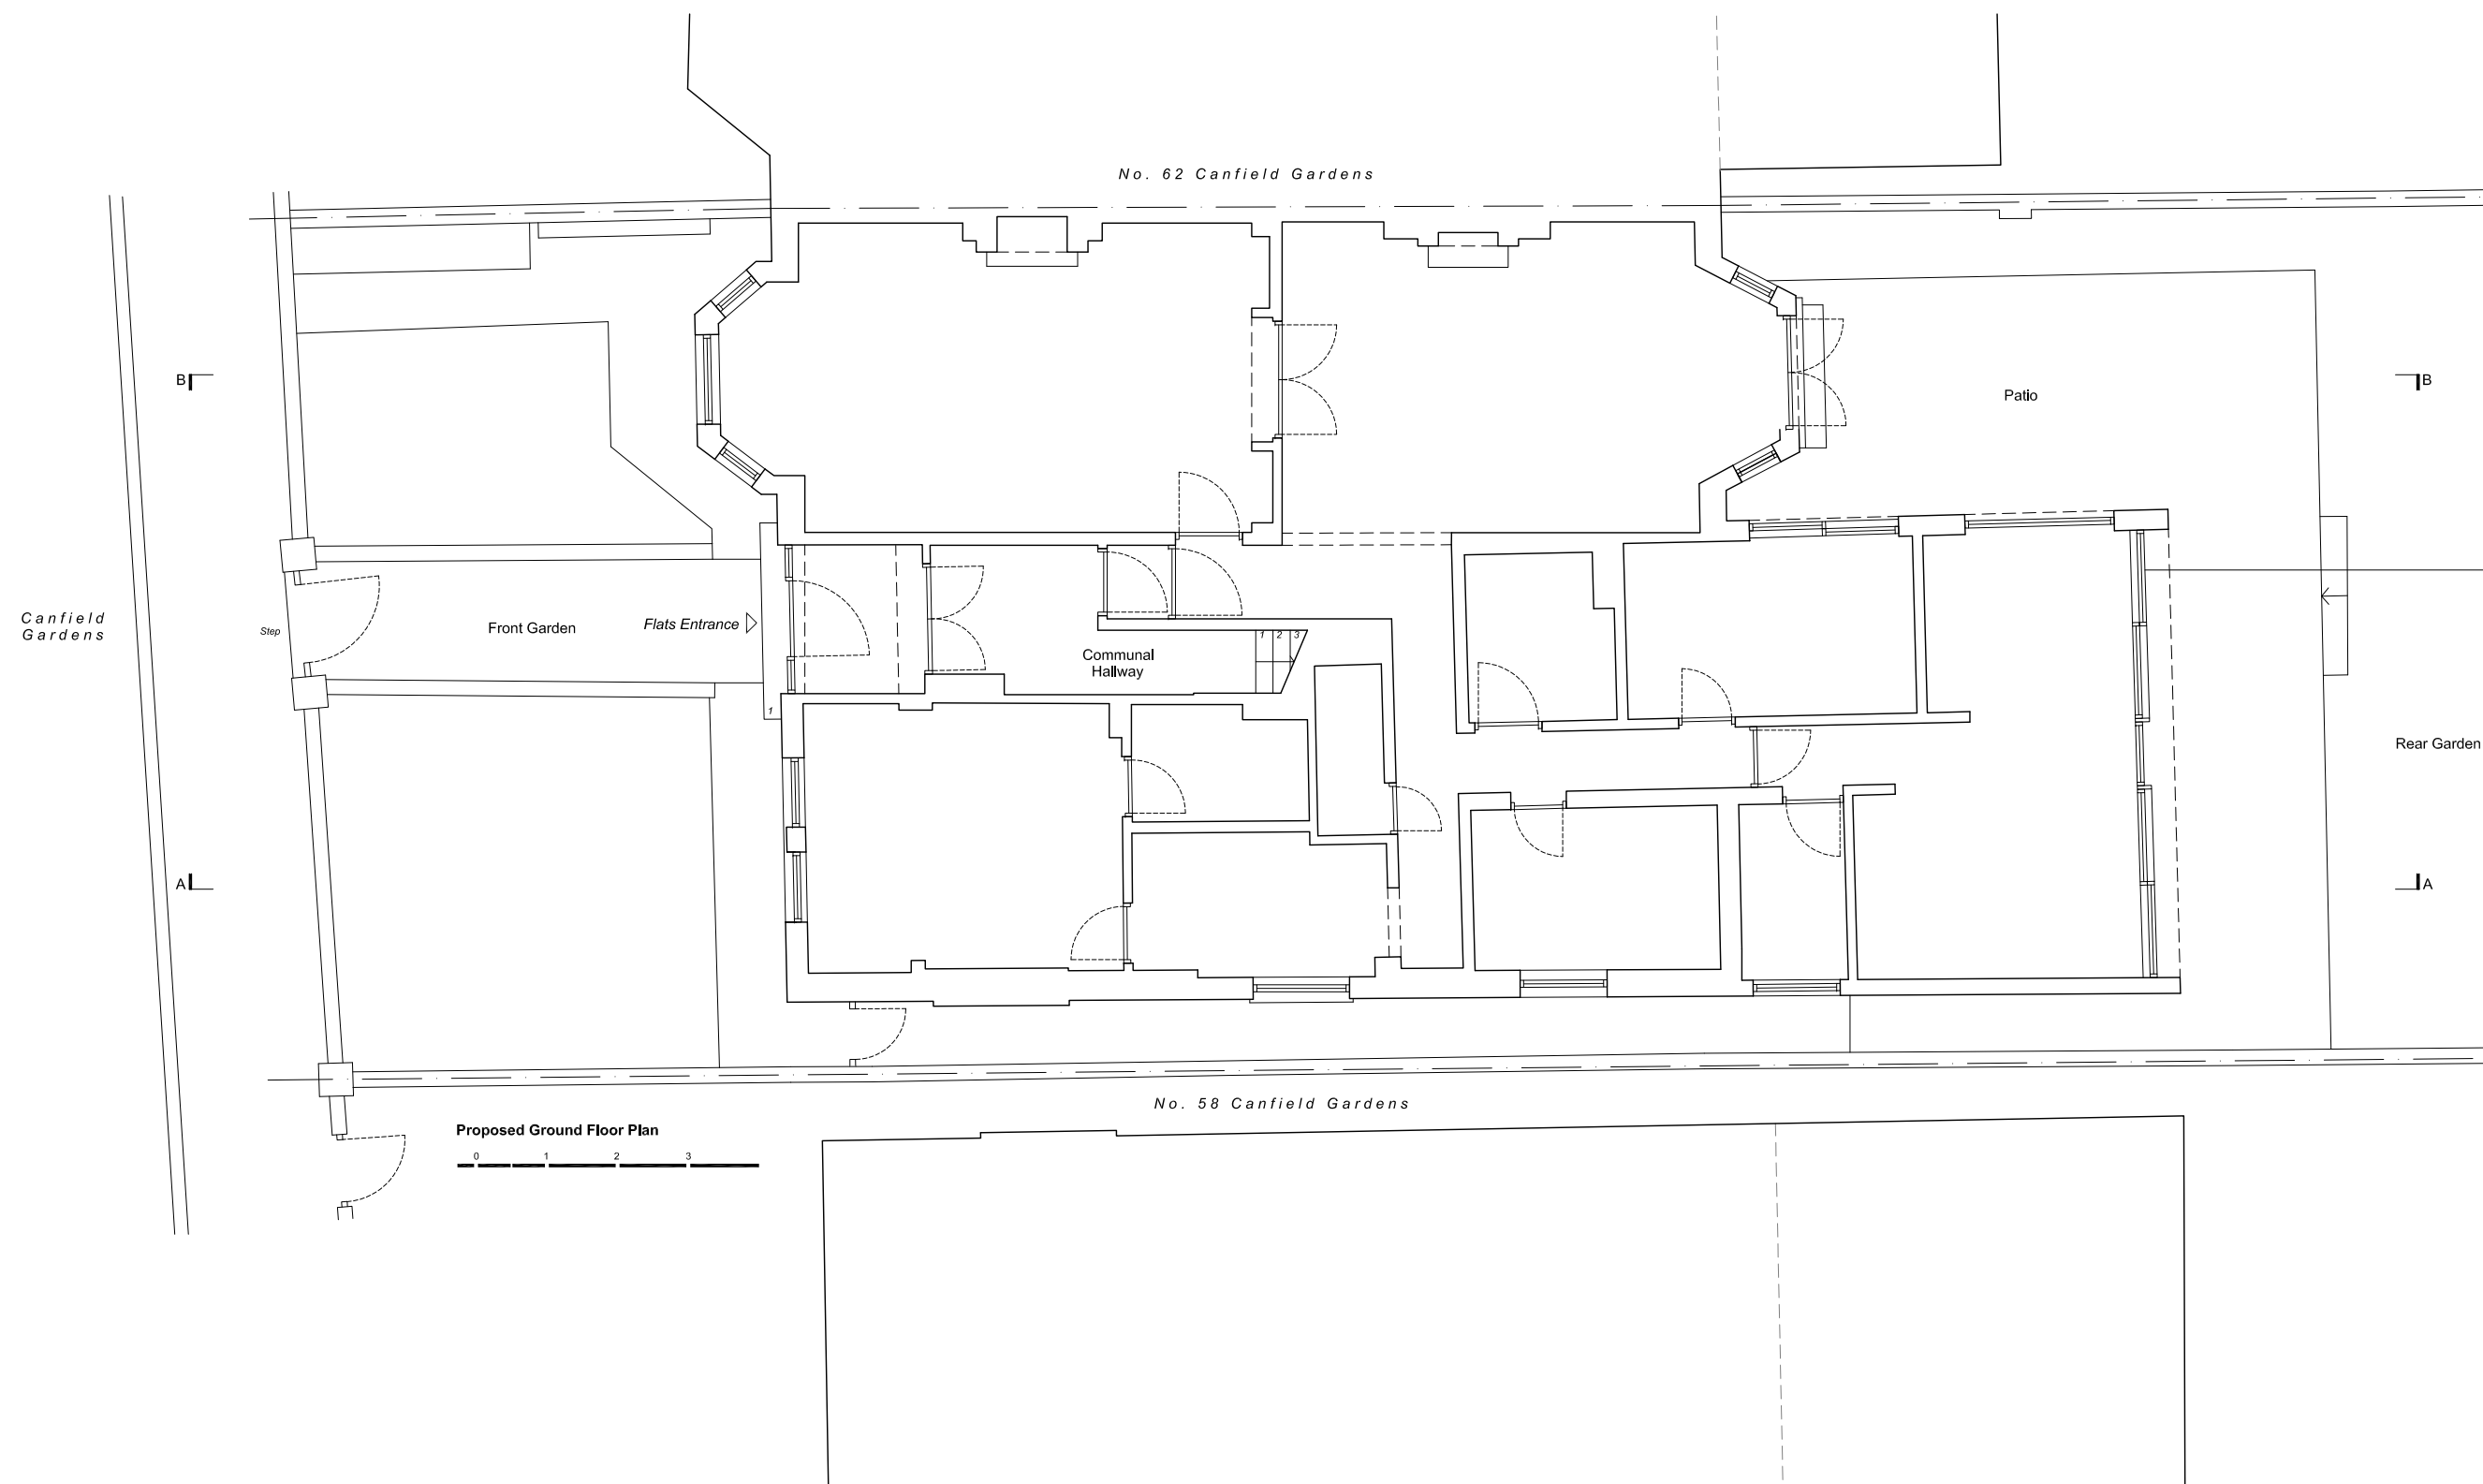 No. 62 Canfield Gardens
B
B
Patio
Canfield
Gardens
Step
Front Garden
Flats Entrance
Communal
Hallway
1 2 3
1
Rear Garden
A
A
No. 58 Canfield Gardens
Proposed Ground Floor Plan
0 1 2 3